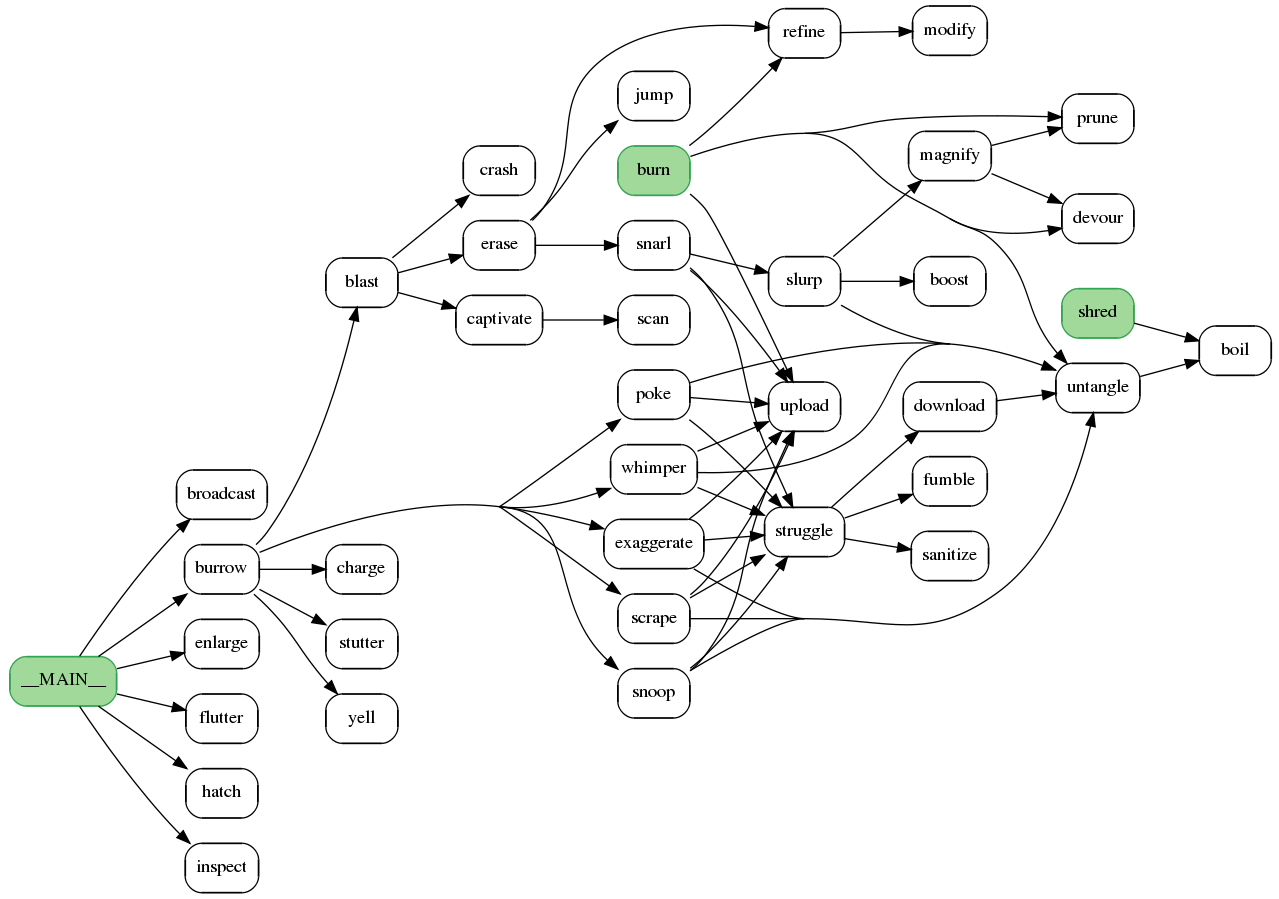 refine
modify
jump
prune
crash
burn
magnify
devour
erase
snarl
blast
slurp
boost
captivate
scan
shred
boil
poke
upload
download
untangle
broadcast
whimper
fumble
burrow
charge
exaggerate
struggle
sanitize
enlarge
stutter
scrape
__MAIN__
flutter
yell
snoop
hatch
inspect